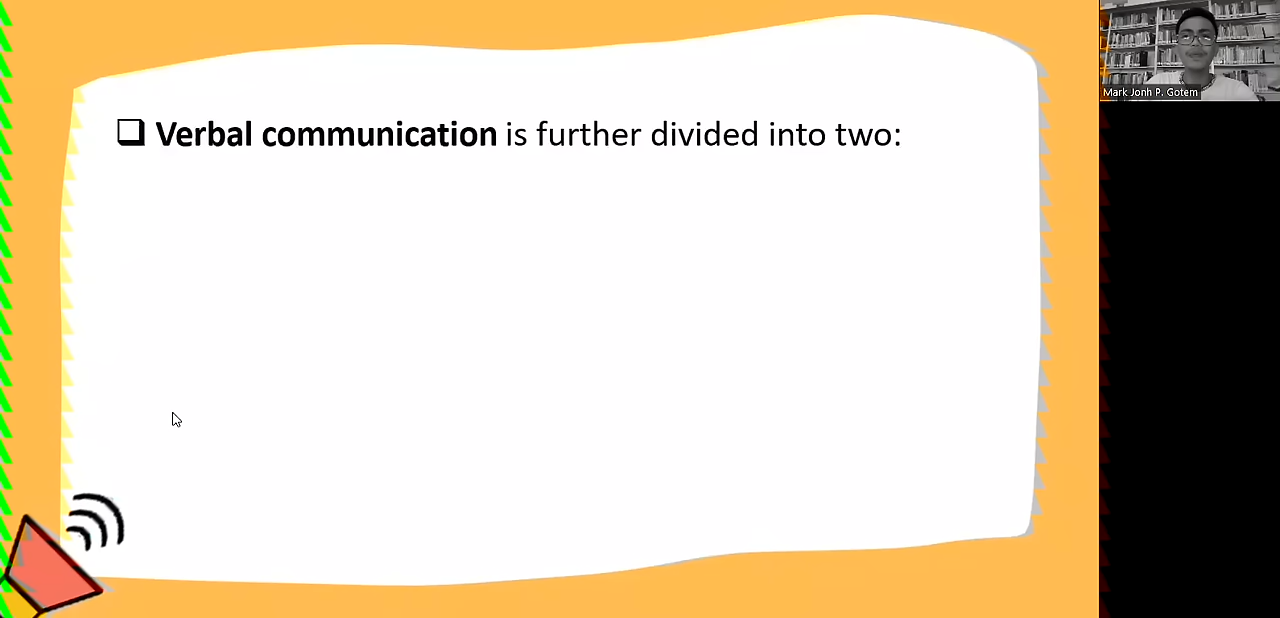 Verbal communication is further divided into two:
Mark Jonh P. Gotem